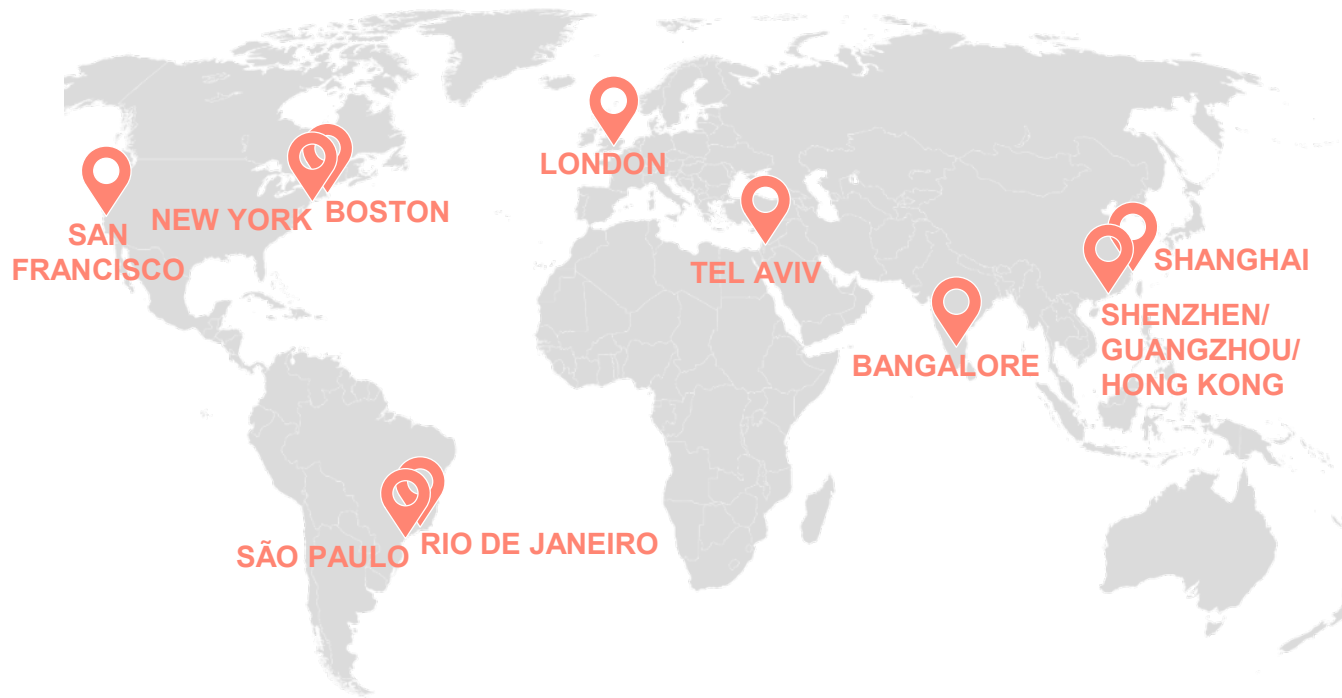 LONDON
NEW YORK
BOSTON
SAN
FRANCISCO
TEL AVIV
SHANGHAI
SHENZHEN/
GUANGZHOU/
HONG KONG
BANGALORE
SÃO PAULO
RIO DE JANEIRO